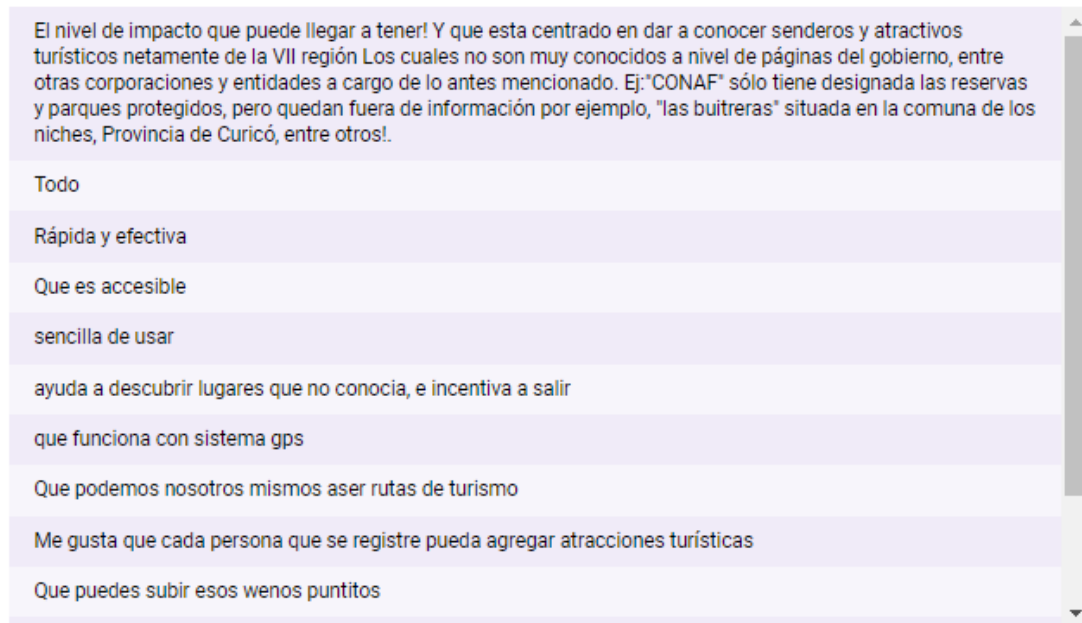 El nivel de impacto que puede llegar a tener! Y que esta centrado en dar a conocer senderos y atractivos
turísticos netamente de la VII región Los cuales no son muy conocidos a nivel de páginas del gobierno, entre
otras corporaciones y entidades a cargo de lo antes mencionado. Ej:"CONAF" sólo tiene designada las reservas
y parques protegidos, pero quedan fuera de información por ejemplo, "las buitreras" situada en la comuna de los
niches, Provincia de Curicó, entre otros!.
Todo
Rápida y efectiva
Que es accesible
sencilla de usar
ayuda a descubrir lugares que no conocia, e incentiva a salir
que funciona con sistema gps
Que podemos nosotros mismos aser rutas de turismo
Me gusta que cada persona que se registre pueda agregar atracciones turísticas
Que puedes subir esos wenos puntitos